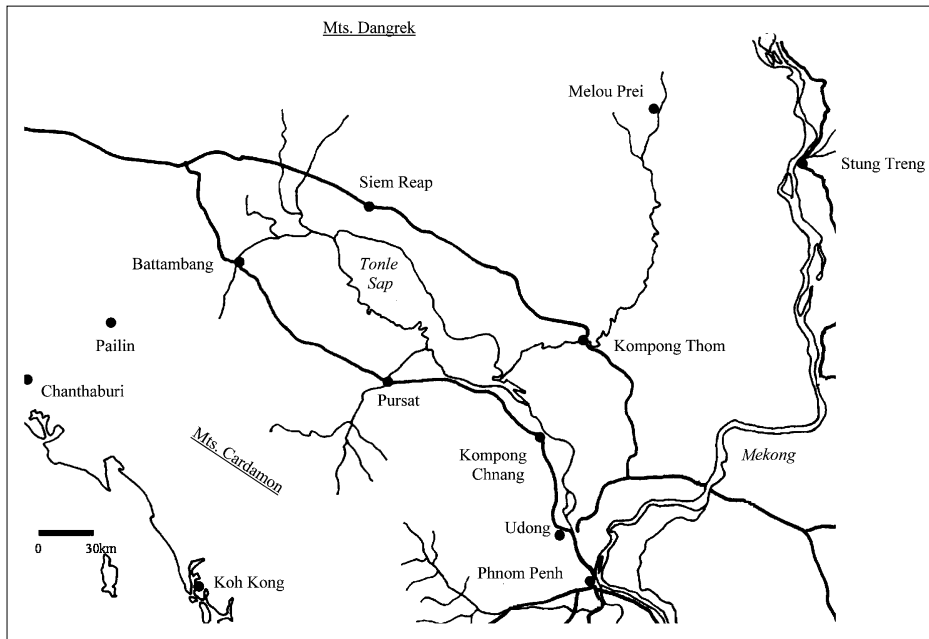 Mts. Dangrek
Melou Prei
Stung Treng
Siem Reap
Battambang
Tonle
Sap
Pailin
Kompong Thom
Chanthaburi
Pursat
Mts. Cardamon
Kompong
Chnang
Mekong
Udong
0 30km
Phnom Penh
Koh Kong